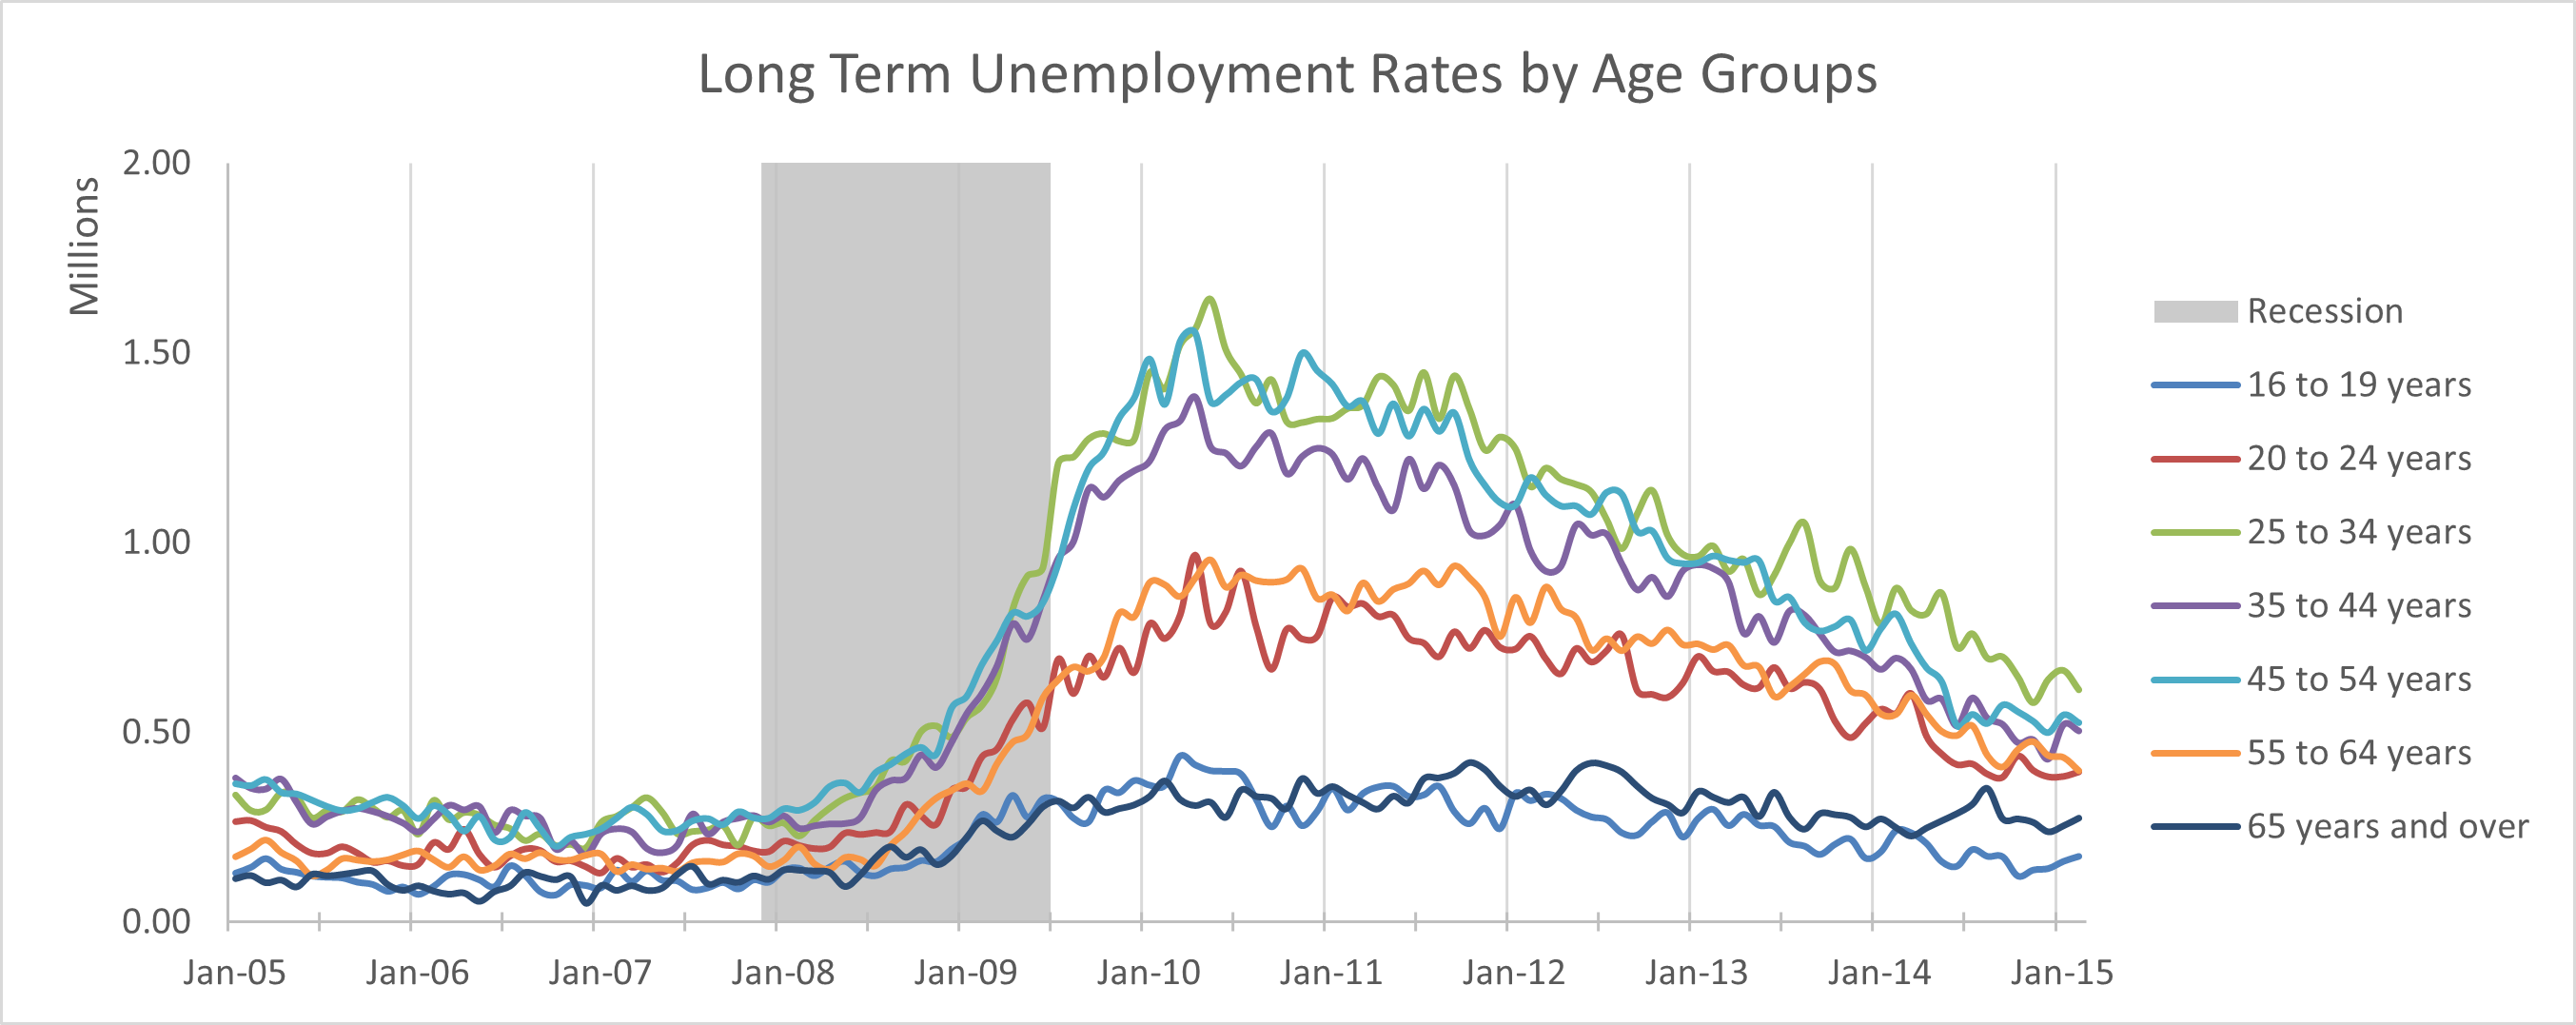 Long Term Unemployment Rates by Age Groups
Millions
2.00
1.50
1.00
0.50
0.00
Jan-05 Jan-06 Jan-07 Jan-08 Jan-09 Jan-10 Jan-11 Jan-12 Jan-13 Jan-14 Jan-15
Recession
16 to 19 years
20 to 24 years
25 to 34 years
35 to 44 years
45 to 54 years
55 to 64 years
65 years and over